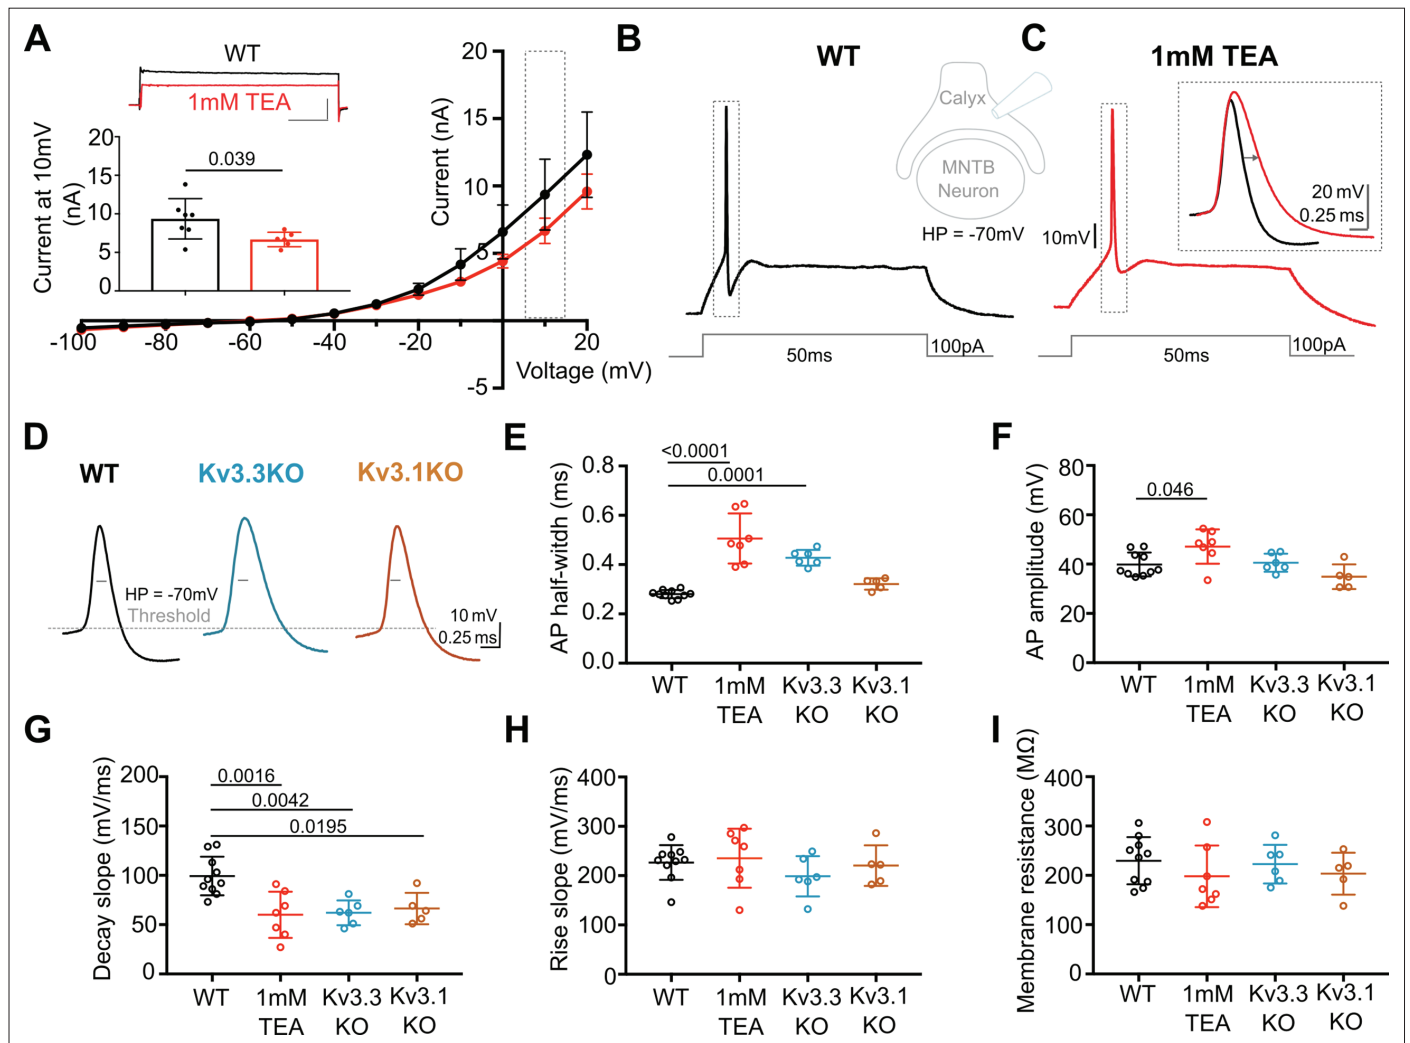 A
WT
1mM TEA
Current at 10mV
(nA)
20
15
10
5
0
0.039
Current (nA)
20
15
10
5
-5
-100
-80
-60
-40
-20
0
20
Voltage (mV)
B
WT
Calyx
MNTB
Neuron
HP = -70mV
50ms
100pA
C
1mM TEA
10mV
20 mV
0.25 ms
50ms
100pA
D
WT
Kv3.3KO
Kv3.1KO
HP = -70mV
Threshold
10 mV
0.25 ms
E
AP half-witdh (ms)
0.8
0.6
0.4
0.2
0.0
<0.0001
0.0001
WT
1mM
TEA
Kv3.3
KO
Kv3.1
KO
F
AP amplitude (mV)
80
60
40
20
0
0.046
WT
1mM
TEA
Kv3.3
KO
Kv3.1
KO
G
Decay slope (mV/ms)
200
150
100
50
0
0.0016
0.0042
0.0195
WT
1mM
TEA
Kv3.3
KO
Kv3.1
KO
H
Rise slope (mV/ms)
400
300
200
100
0
WT
1mM
TEA
Kv3.3
KO
Kv3.1
KO
I
Membrane resistance (MΩ)
400
300
200
100
0
WT
1mM
TEA
Kv3.3
KO
Kv3.1
KO